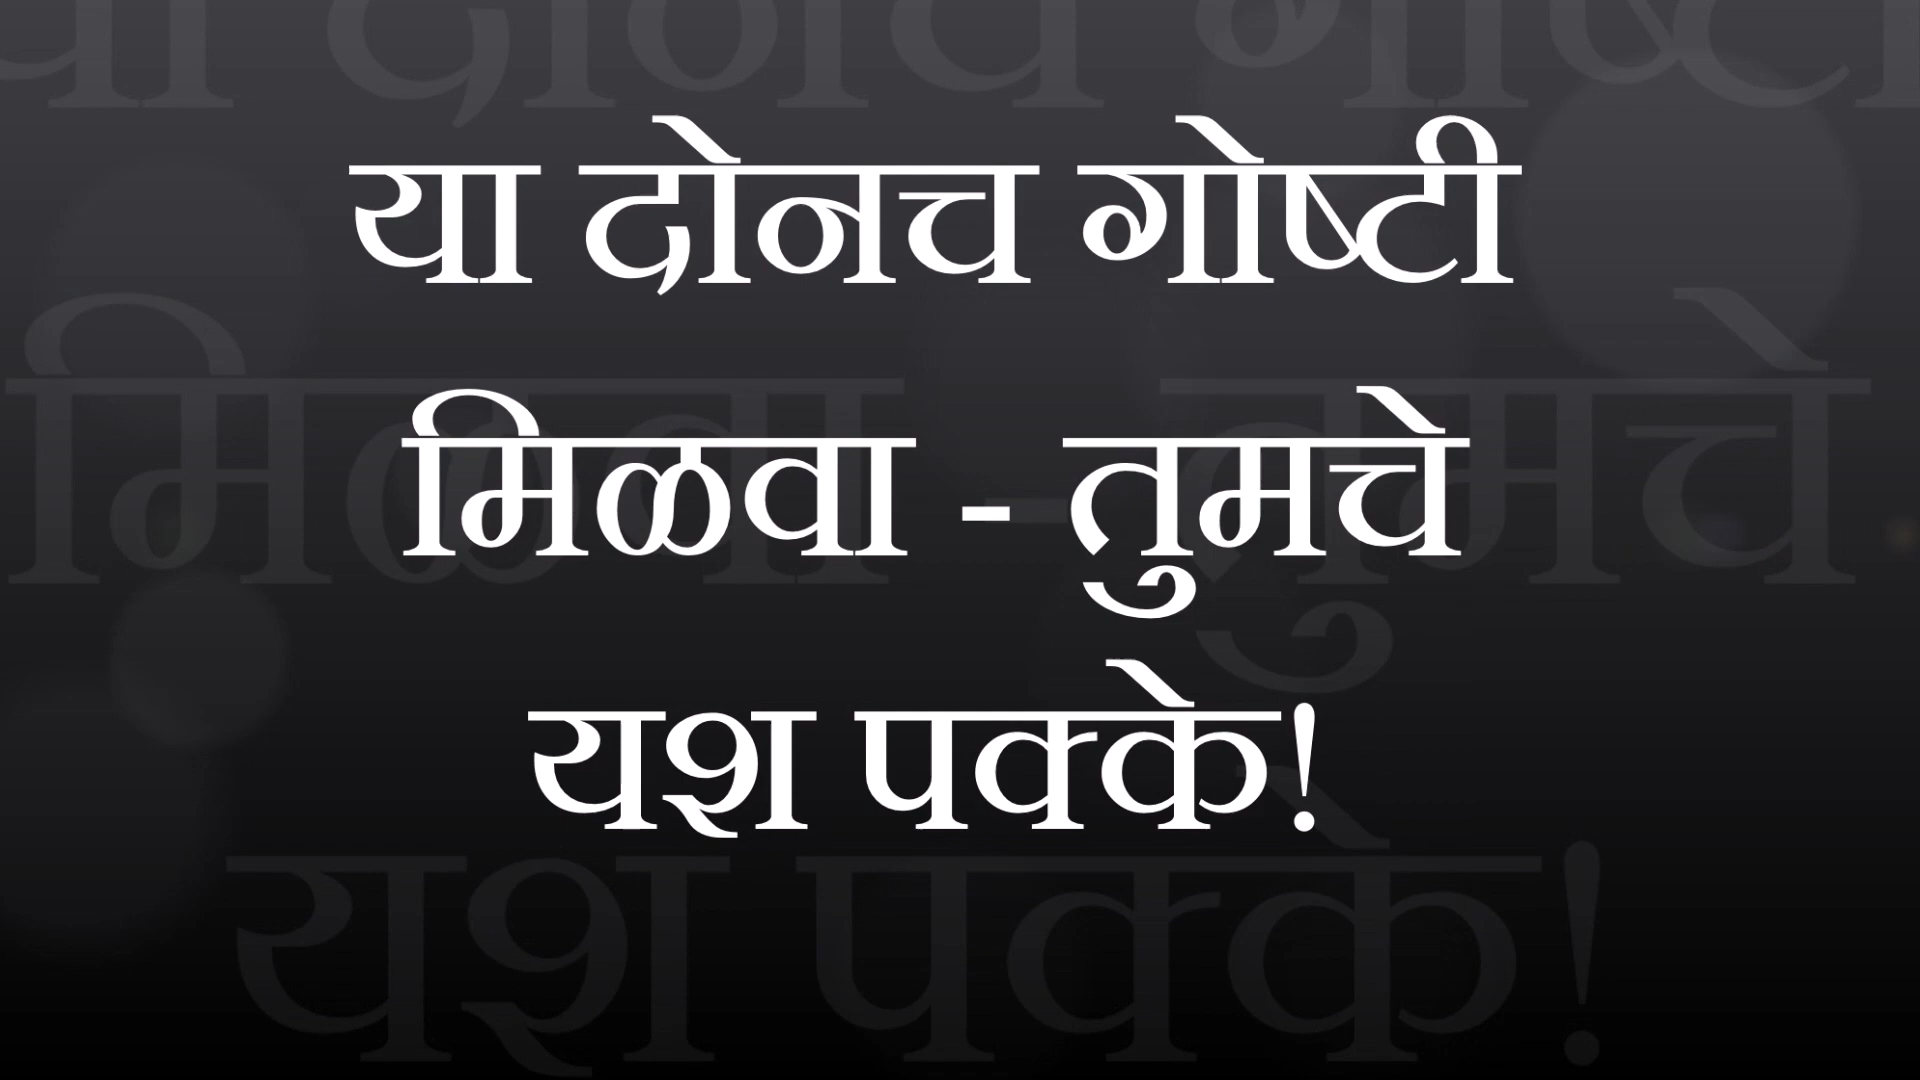 या दोनच गोष्टी
मिळवा - तुमचे
यश पक्के!